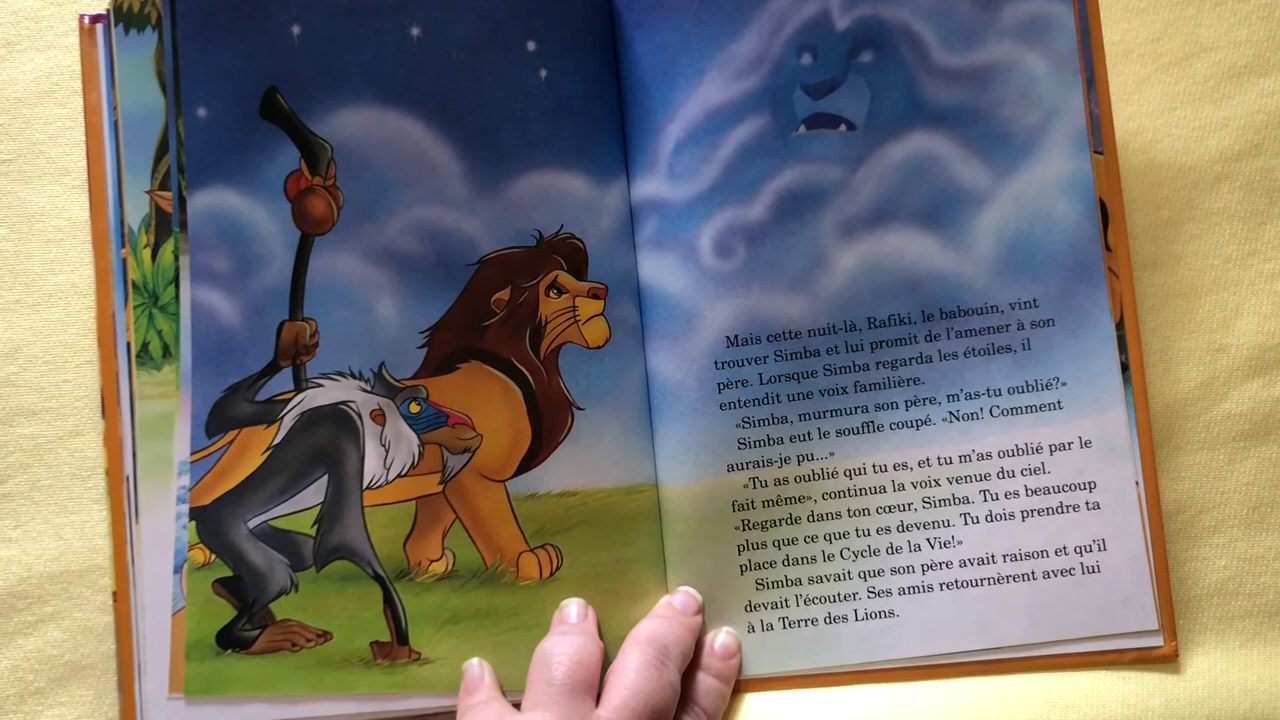 Mais cette nuit-là, Rafiki, le babouin, vint
trouver Simba et lui promit de l'amener à son
père. Lorsque Simba regarda les étoiles, il
entendit une voix familière.
«Simba, murmura son père, m'as-tu oublié?»
Simba eut le souffle coupé. «Non! Comment
aurais-je pu...»
«Tu as oublié qui tu es, et tu m'as oublié par le
fait même», continua la voix venue du ciel.
«Regarde dans ton cœur, Simba. Tu es beaucoup
plus que ce que tu es devenu. Tu dois prendre ta
place dans le Cycle de la Vie!»
Simba savait que son père avait raison et qu'il
devait l'écouter. Ses amis retournèrent avec lui
à la Terre des Lions.